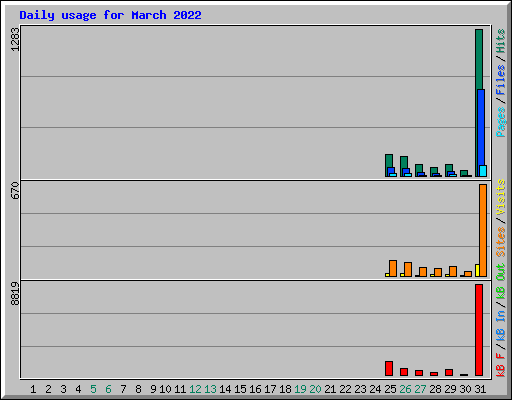 Daily usage for March 2022
1283
Pages/Files/Hits
670
Sites/Visits
8819
kB F/kB In/kB Out
1 2 3 4 5 6 7 8 9 10 11 12 13 14 15 16 17 18 19 20 21 22 23 24 25 26 27 28 29 30 31